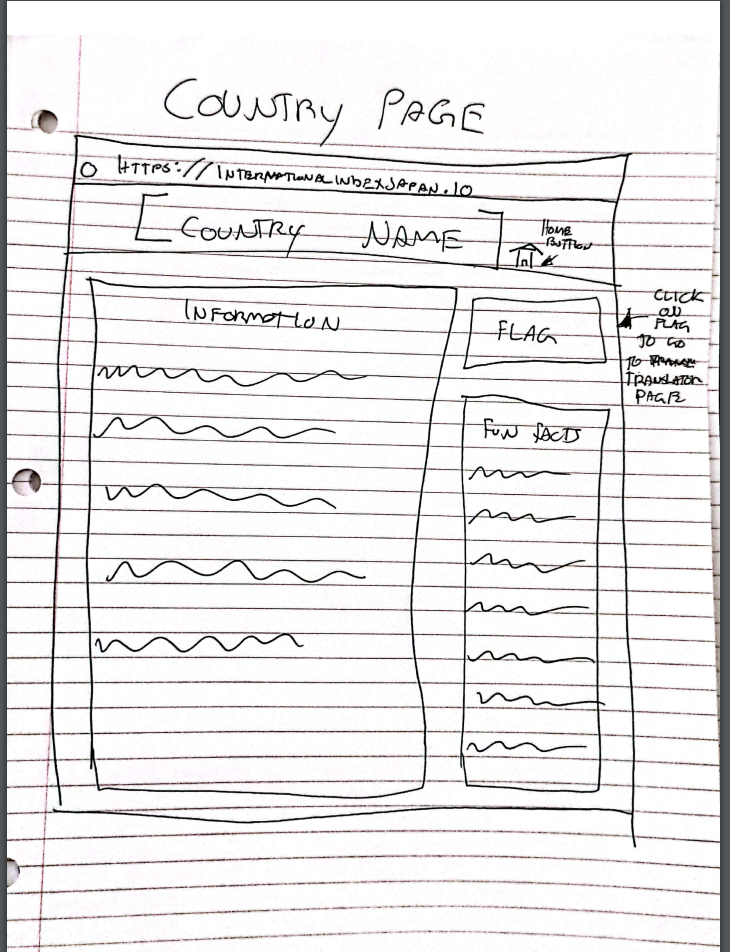 COUNTRY PAGE
HTTPS://INTERNATIONALINDEXJAPAN.IO
COUNTRY NAME
HOME
BUTTON
INFORMATION
FLAG
CLICK
ON
FLAG
TO GO
TO
TRANSLATOR
PAGE
FUN FACTS